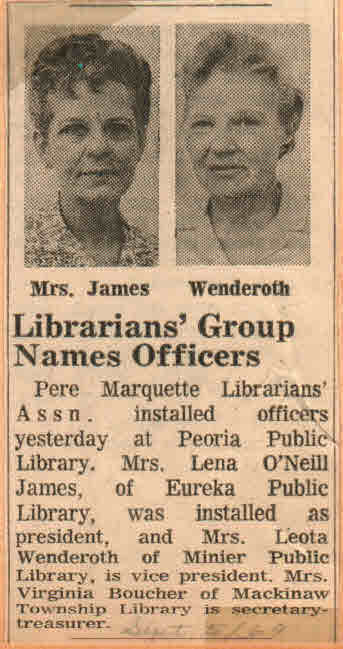 Mrs. James Wenderoth
Librarians' Group
Names Officers
Pere Marquette Librarians'
Assn. installed officers
yesterday at Peoria Public
Library. Mrs. Lena O'Neill
James, of Eureka Public
Library, was installed as
president, and Mrs. Leota
Wenderoth of Minier Public
Library, is vice president. Mrs.
Virginia Boucher of Mackinaw
Township Library is secretary-
treasurer.